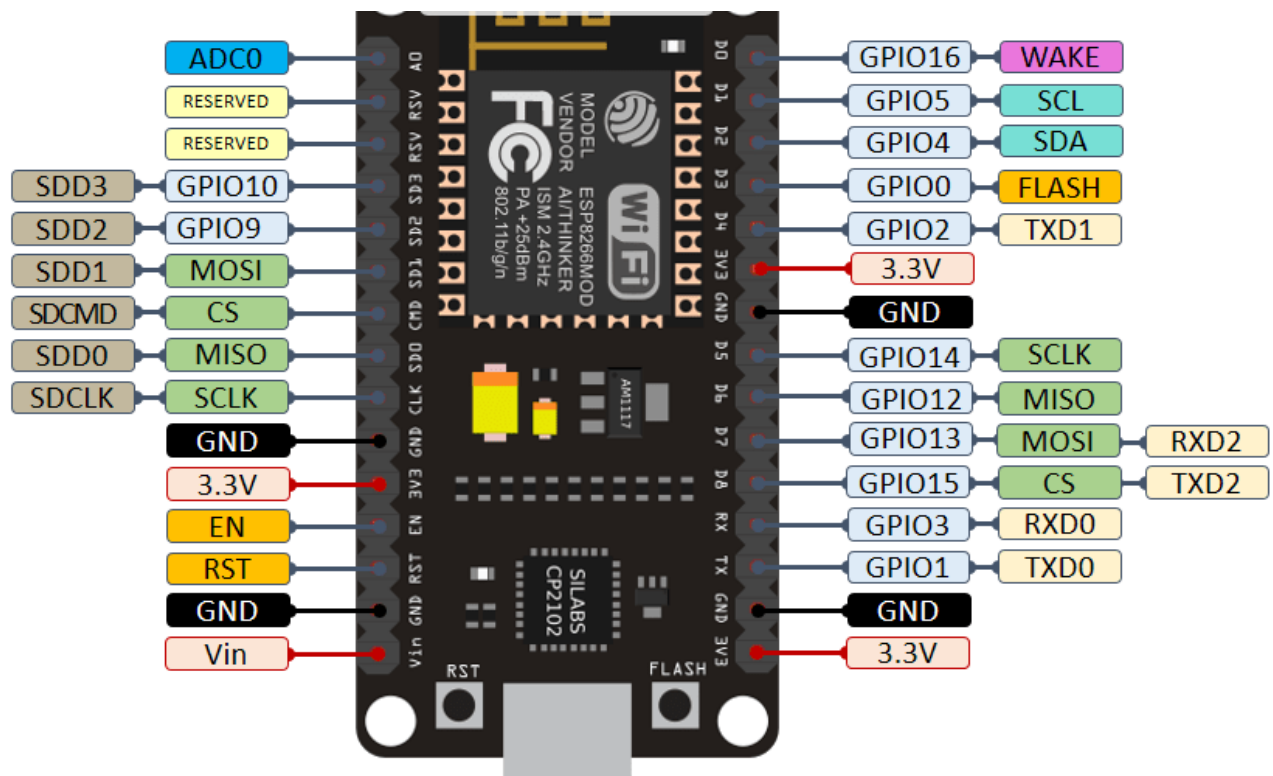 ADC0
RESERVED
RESERVED
SDD3 GPIO10
SDD2 GPIO9
SDD1 MOSI
SDCMD CS
SDD0 MISO
SDCLK SCLK
GND
3.3V
EN
RST
GND
Vin
A0
RSV
RSV
SD3
SD2
SD1
CMD
SD0
CLK
GND
3V3
EN
RST
GND
Vin
MODEL ESP8266MOD
VENDOR AI/THINKER
ISM 2.4GHz
PA +25dBm
802.11b/g/n
FC
WiFi
AM1117
SILABS
CP2102
RST
FLASH
D0
D1
D2
D3
D4
3V3
GND
D5
D6
D7
D8
RX
TX
GND
3V3
GPIO16 WAKE
GPIO5 SCL
GPIO4 SDA
GPIO0 FLASH
GPIO2 TXD1
3.3V
GND
GPIO14 SCLK
GPIO12 MISO
GPIO13 MOSI RXD2
GPIO15 CS TXD2
GPIO3 RXD0
GPIO1 TXD0
GND
3.3V